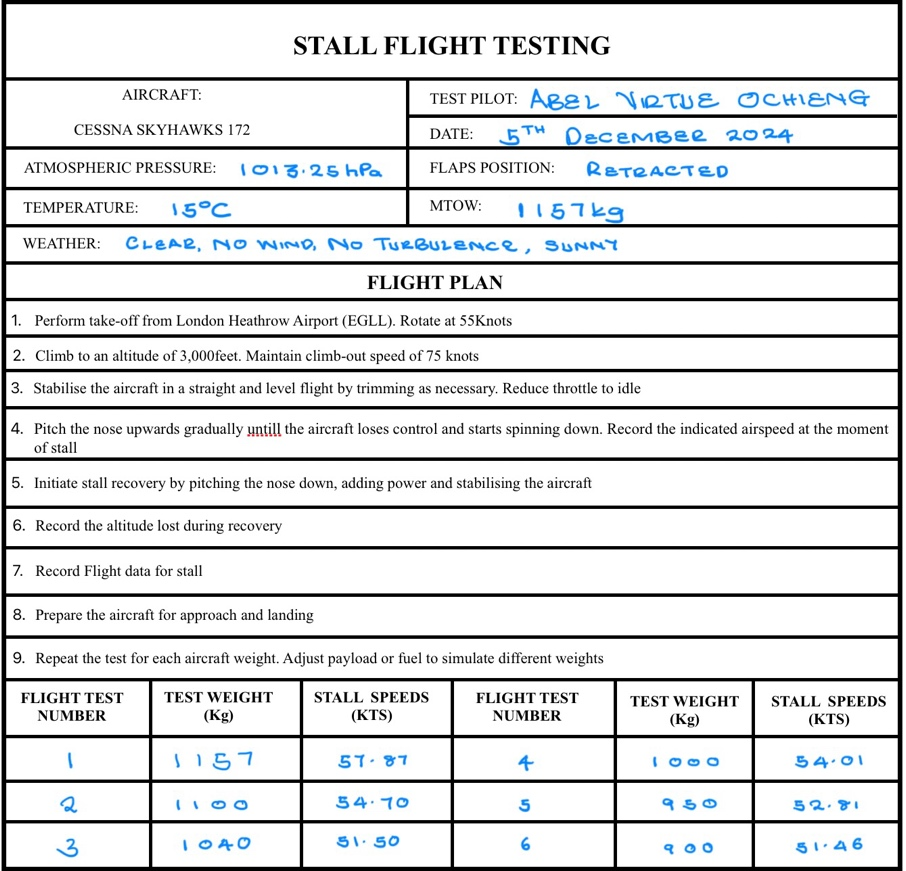 STALL FLIGHT TESTING
AIRCRAFT:
CESSNA SKYHAWKS 172
TEST PILOT: ABEL VIRTUE OCHIENG
DATE: 5TH DECEMBER 2024
ATMOSPHERIC PRESSURE: 1013.25 hPa
FLAPS POSITION: RETRACTED
TEMPERATURE: 15°C
MTOW: 1157kg
WEATHER: CLEAR, NO WIND, NO TURBULENCE, SUNNY
FLIGHT PLAN
1. Perform take-off from London Heathrow Airport (EGLL). Rotate at 55Knots
2. Climb to an altitude of 3,000feet. Maintain climb-out speed of 75 knots
3. Stabilise the aircraft in a straight and level flight by trimming as necessary. Reduce throttle to idle
4. Pitch the nose upwards gradually untill the aircraft loses control and starts spinning down. Record the indicated airspeed at the moment
of stall
5. Initiate stall recovery by pitching the nose down, adding power and stabilising the aircraft
6. Record the altitude lost during recovery
7. Record Flight data for stall
8. Prepare the aircraft for approach and landing
9. Repeat the test for each aircraft weight. Adjust payload or fuel to simulate different weights
FLIGHT TEST NUMBER TEST WEIGHT (Kg) STALL SPEEDS (KTS) FLIGHT TEST NUMBER TEST WEIGHT (Kg) STALL SPEEDS (KTS)
1 1157 57.87 4 1000 54.01
2 1100 54.70 5 950 52.81
3 1040 51.50 6 900 51.46